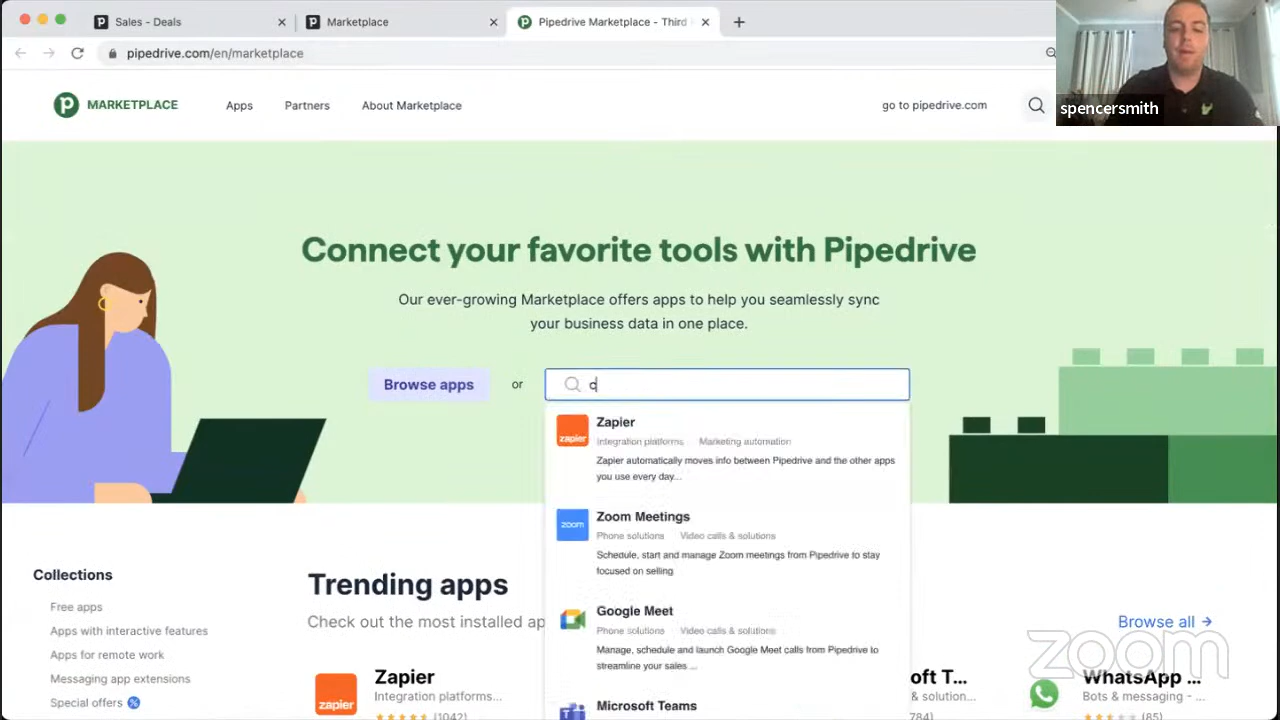 Sales - Deals
Marketplace
Pipedrive Marketplace - Third
pipedrive.com/en/marketplace
spencersmith
MARKETPLACE
Apps
Partners
About Marketplace
go to pipedrive.com
Connect your favorite tools with Pipedrive
Our ever-growing Marketplace offers apps to help you seamlessly sync
your business data in one place.
Browse apps
or
Zapier
Integration platforms Marketing automation
Zapier automatically moves info between Pipedrive and the other apps
you use every day...
zapier
Zoom Meetings
Phone solutions Video calls & solutions
Schedule, start and manage Zoom meetings from Pipedrive to stay
focused on selling
zoom
Google Meet
Phone solutions Video calls & solutions
Manage, schedule and launch Google Meet calls from Pipedrive to
streamline your sales ...
Microsoft Teams
Collections
Free apps
Apps with interactive features
Apps for remote work
Messaging app extensions
Special offers
Trending apps
Check out the most installed ap
Browse all →
zapier
Zapier
Integration platforms...
(1042)
oft T...
& solution...
784)
WhatsApp ...
Bots & messaging - ...
(85)
zoom